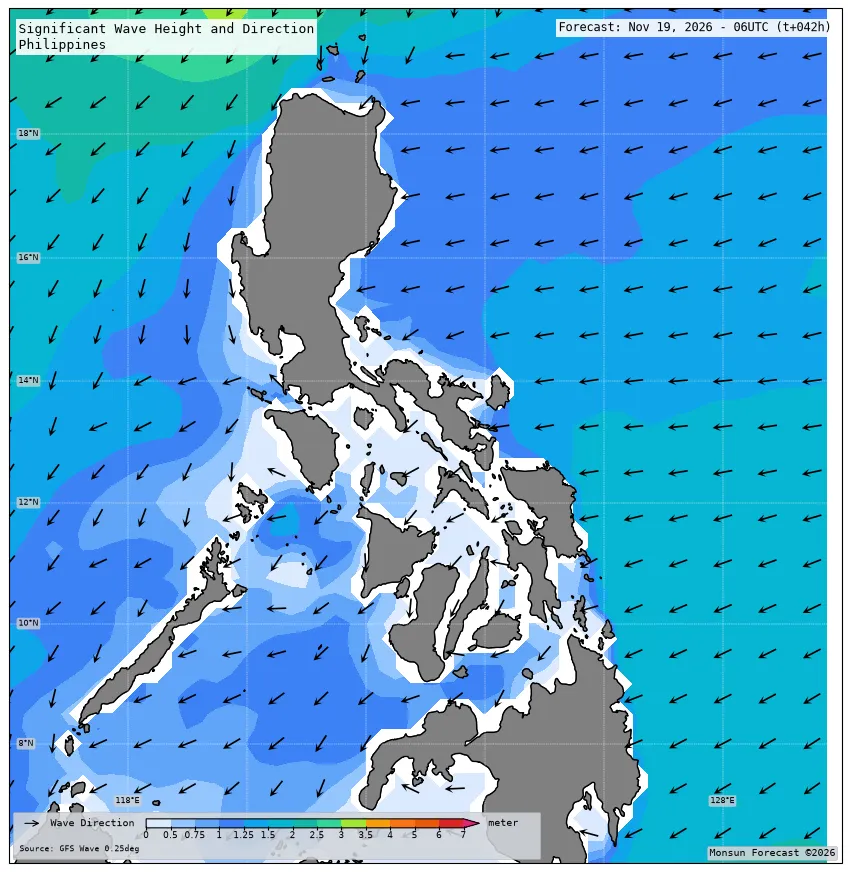 Significant Wave Height and Direction
Philippines
Forecast: Nov 19, 2026 - 06UTC (t+042h)
18°N
16°N
14°N
12°N
10°N
8°N
118°E
128°E
Wave Direction
0 0.5 0.75 1 1.25 1.5 2 2.5 3 3.5 4 5 6 7
meter
Source: GFS Wave 0.25deg
Monsun Forecast ©2026